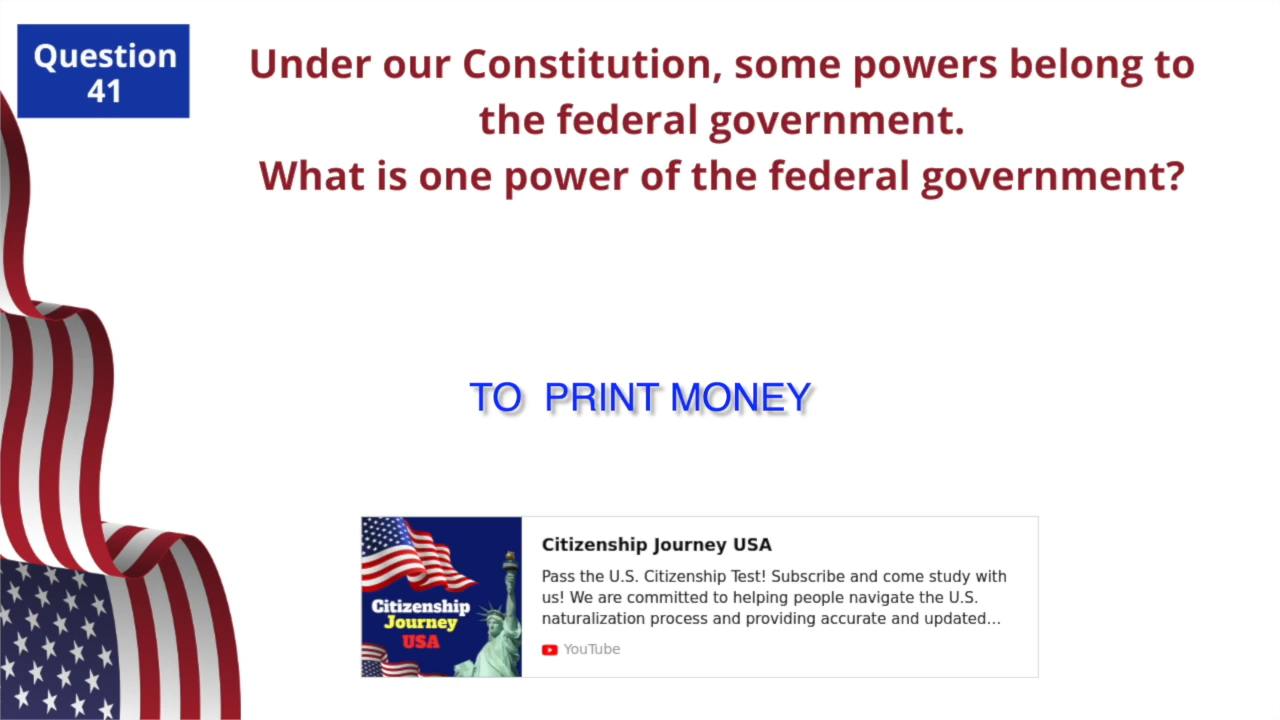 Question
41
Under our Constitution, some powers belong to
the federal government.
What is one power of the federal government?
TO PRINT MONEY
Citizenship Journey USA
Pass the U.S. Citizenship Test! Subscribe and come study with
us! We are committed to helping people navigate the U.S.
naturalization process and providing accurate and updated...
YouTube
Citizenship
Journey
USA